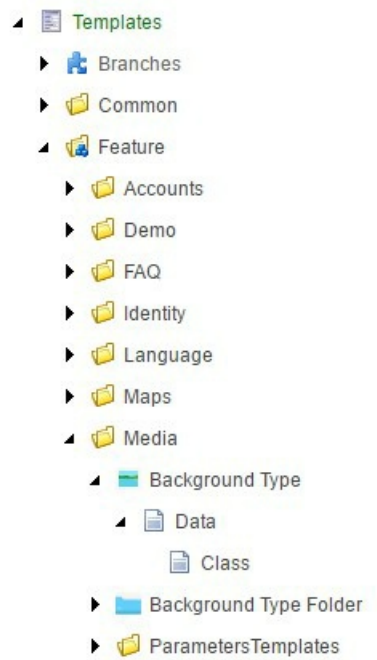 Templates
Branches
Common
Feature
Accounts
Demo
FAQ
Identity
Language
Maps
Media
Background Type
Data
Class
Background Type Folder
ParametersTemplates